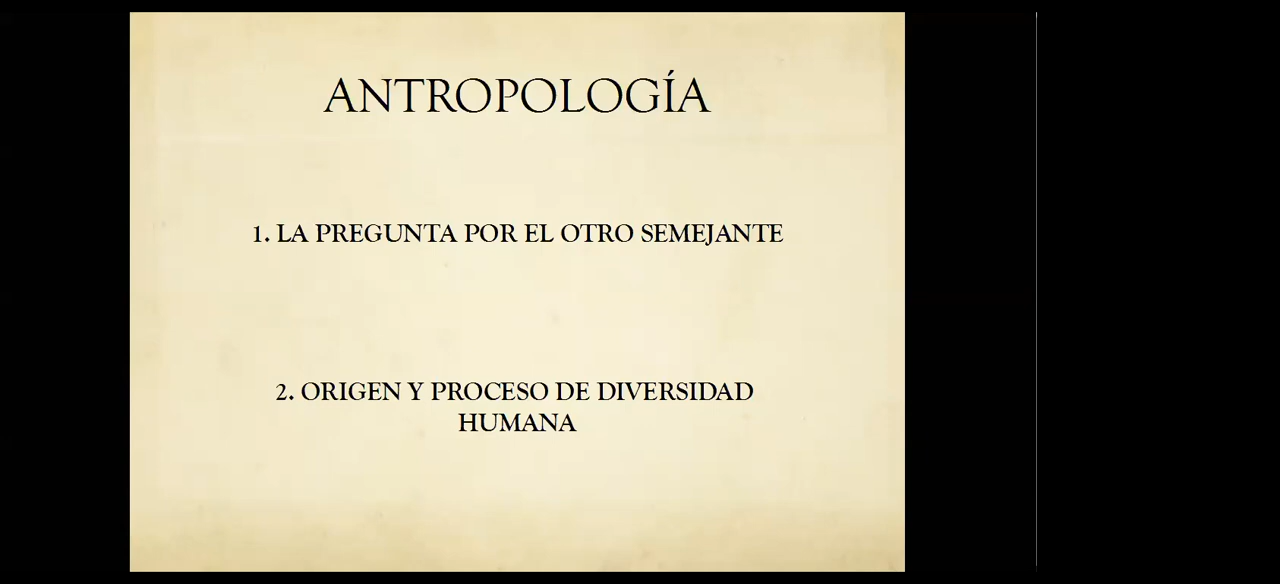 ANTROPOLOGÍA
1. LA PREGUNTA POR EL OTRO SEMEJANTE
2. ORIGEN Y PROCESO DE DIVERSIDAD
HUMANA